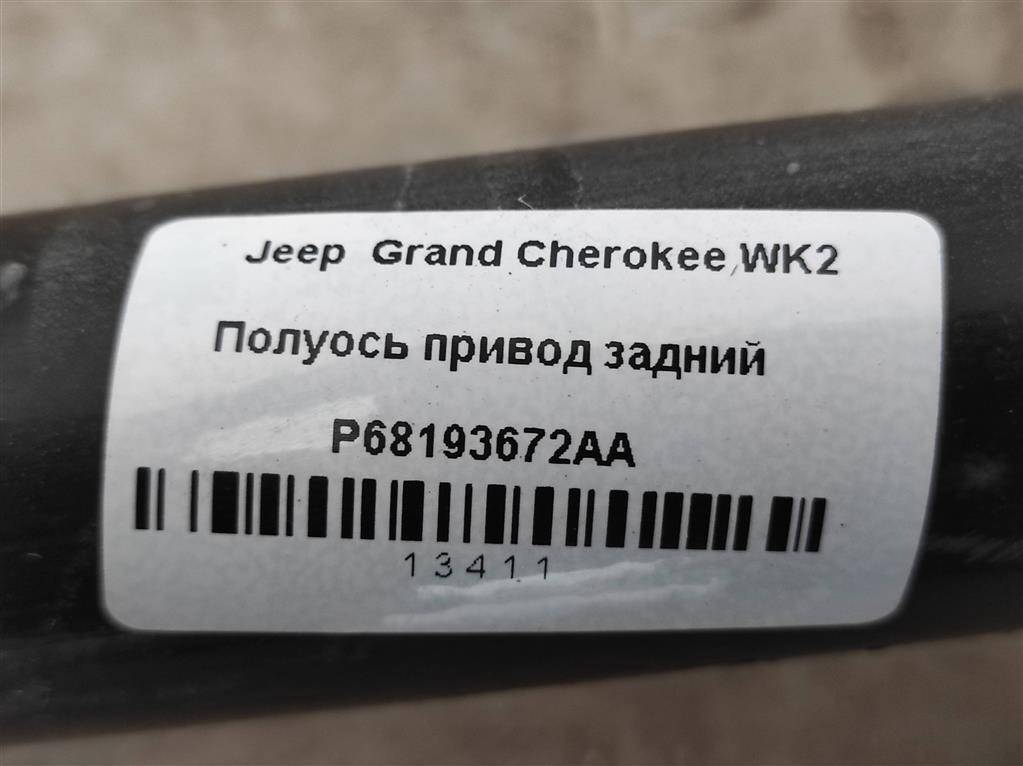 Jeep Grand Cherokee WK2
Полуось привод задний
P68193672AA
13411